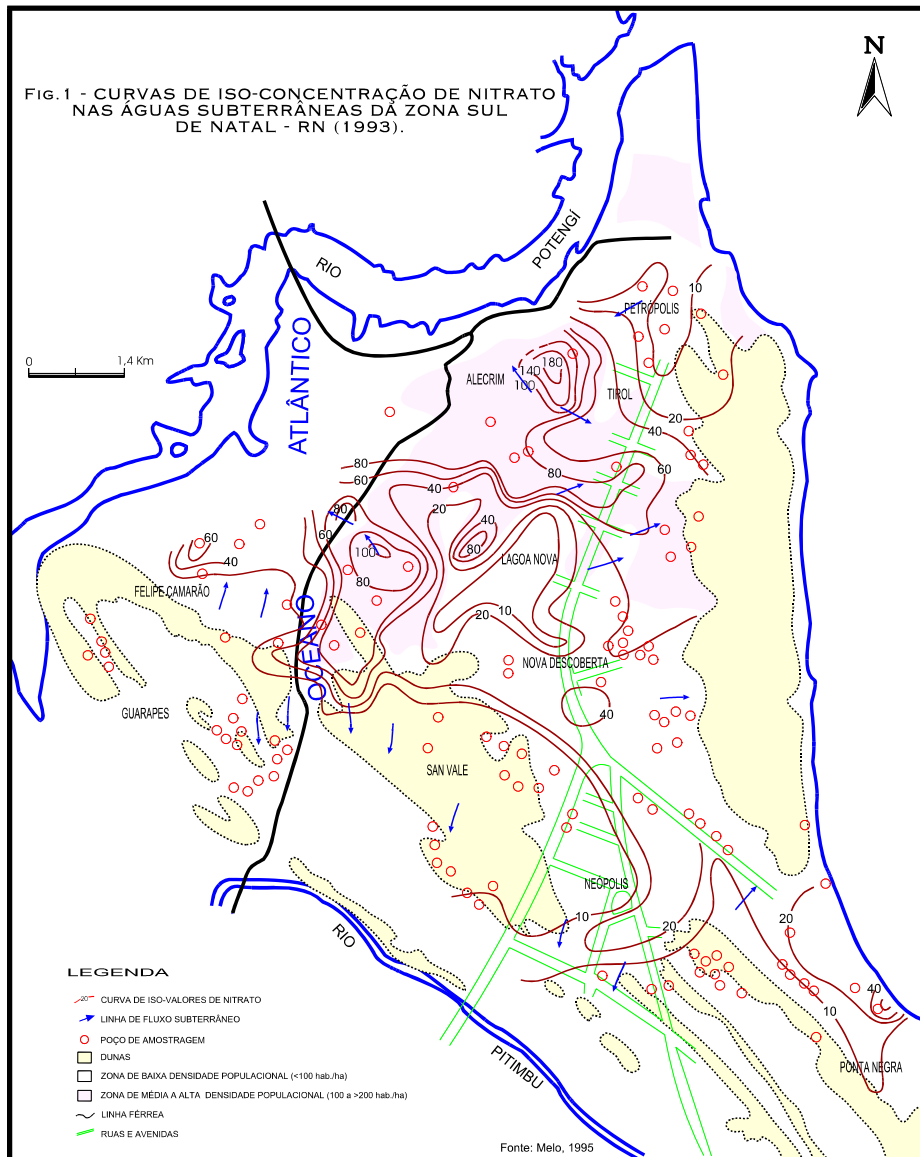 FIG.1 - CURVAS DE ISO-CONCENTRAÇÃO DE NITRATO
NAS ÁGUAS SUBTERRÂNEAS DA ZONA SUL
DE NATAL - RN (1993).
N
RIO
POTENGÍ
PETRÓPOLIS
10
0
1,4 Km
ATLÂNTICO
ALECRIM
180
140
100
TIROL
20
40
80
60
80
60
40
20
80
60
40
80
100
80
LAGOA NOVA
60
40
FELIPE CAMARÃO
20
10
OCEANO
NOVA DESCOBERTA
GUARAPES
40
SAN VALE
NEÓPOLIS
10
20
20
RIO
40
10
PONTA NEGRA
PITIMBU
LEGENDA
20 CURVA DE ISO-VALORES DE NITRATO
LINHA DE FLUXO SUBTERRÂNEO
POÇO DE AMOSTRAGEM
DUNAS
ZONA DE BAIXA DENSIDADE POPULACIONAL (<100 hab./ha)
ZONA DE MÉDIA A ALTA DENSIDADE POPULACIONAL (100 a >200 hab./ha)
LINHA FÉRREA
RUAS E AVENIDAS
Fonte: Melo, 1995